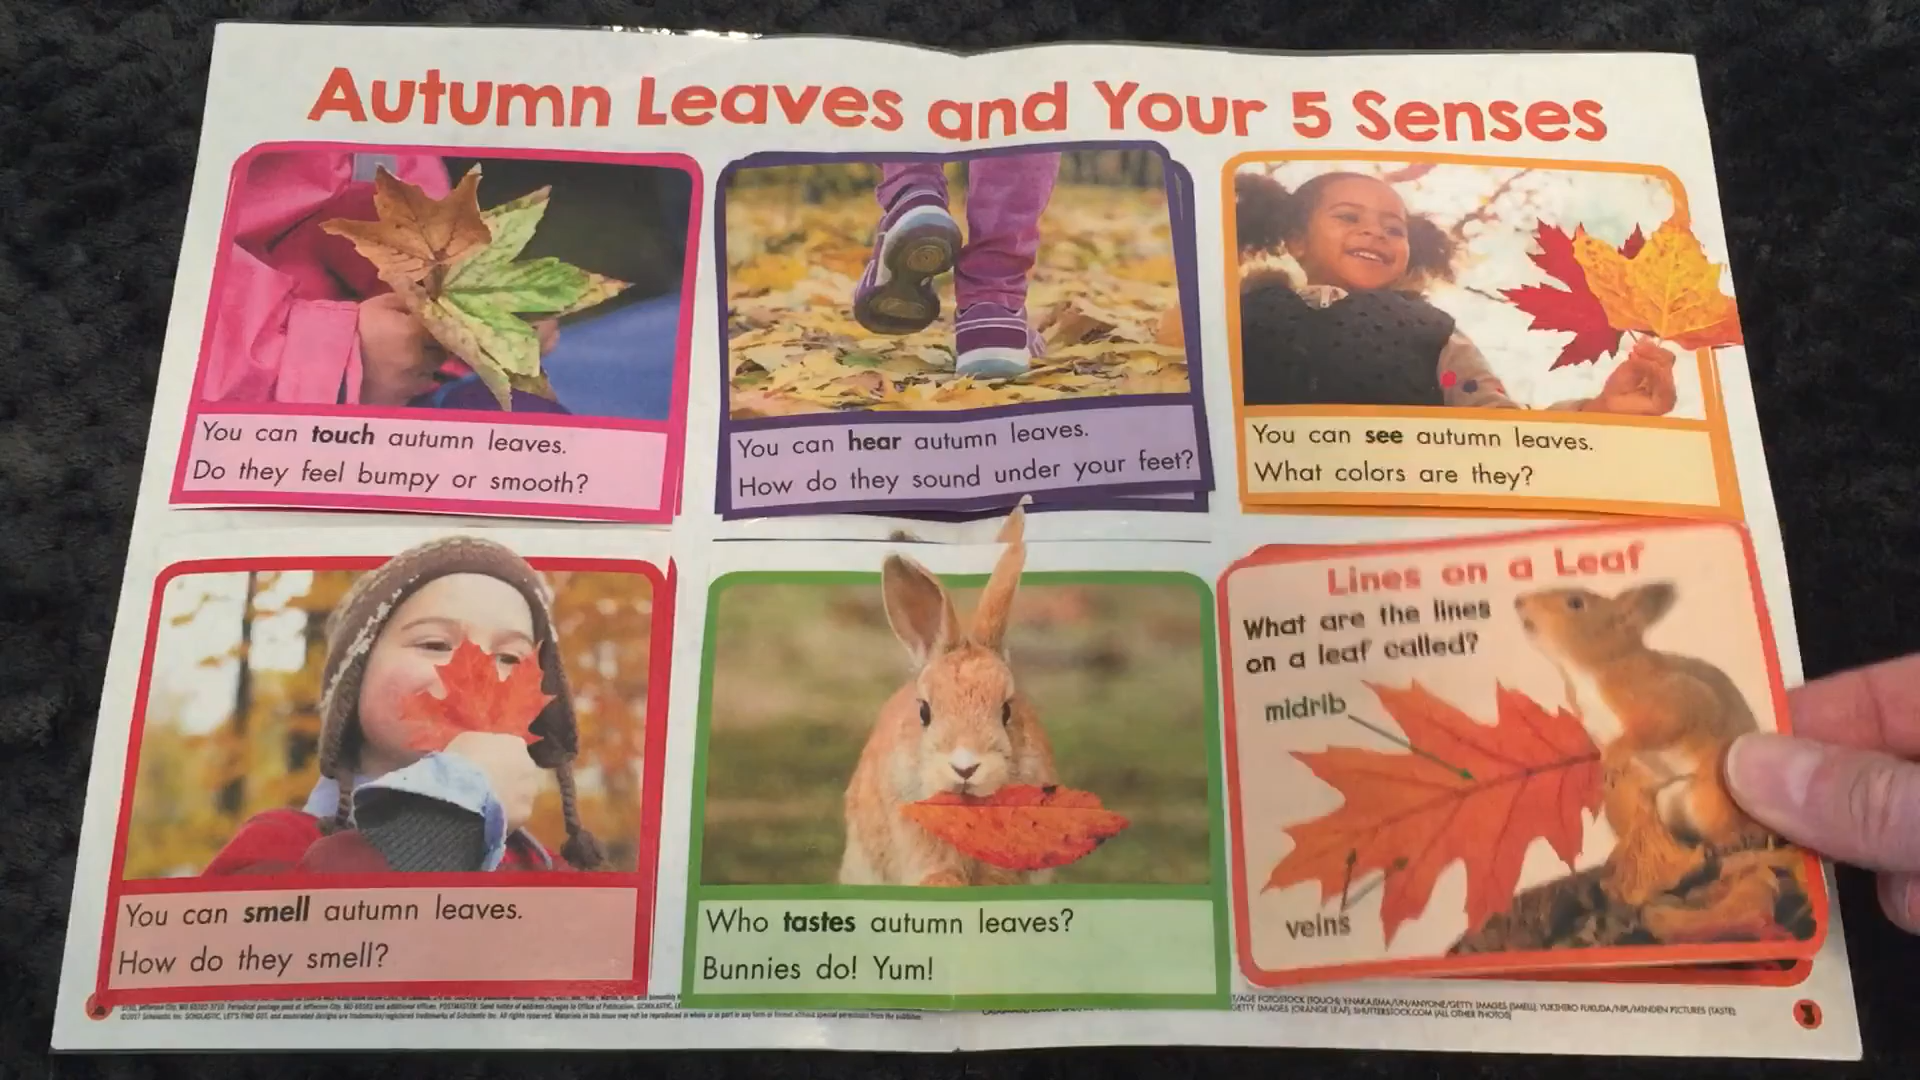 Autumn Leaves and Your 5 Senses
You can touch autumn leaves.
Do they feel bumpy or smooth?
You can hear autumn leaves.
How do they sound under your feet?
You can see autumn leaves.
What colors are they?
You can smell autumn leaves.
How do they smell?
Who tastes autumn leaves?
Bunnies do! Yum!
Lines on a Leaf
What are the lines
on a leaf called?
midrib
veins
3